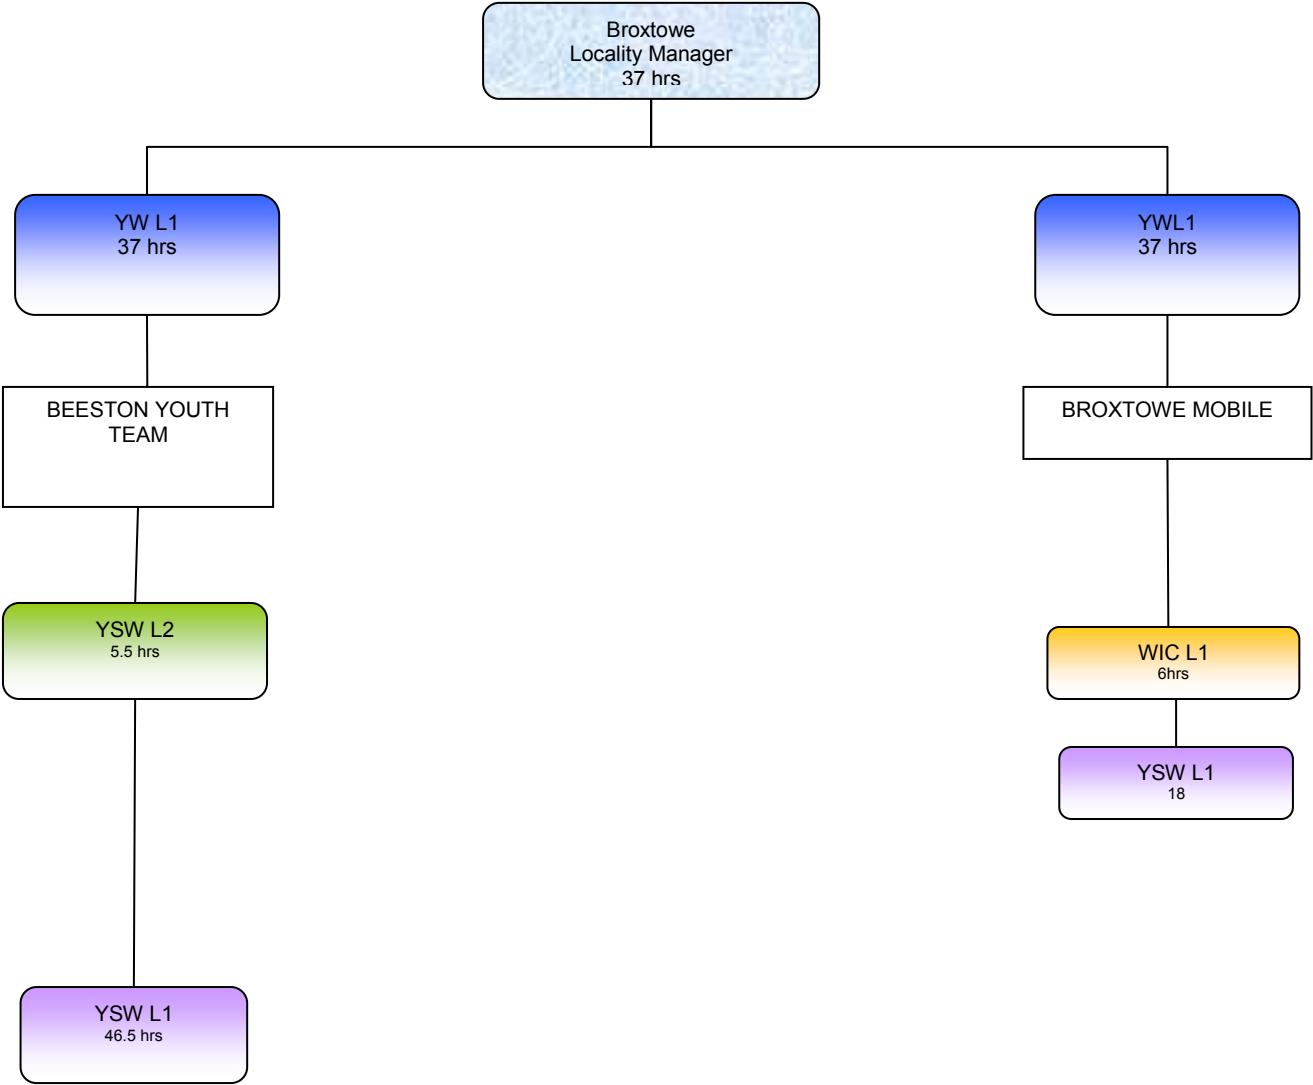 Broxtowe
Locality Manager
37 hrs
YW L1
37 hrs
YWL1
37 hrs
BEESTON YOUTH
TEAM
BROXTOWE MOBILE
YSW L2
5.5 hrs
WIC L1
6hrs
YSW L1
18
YSW L1
46.5 hrs